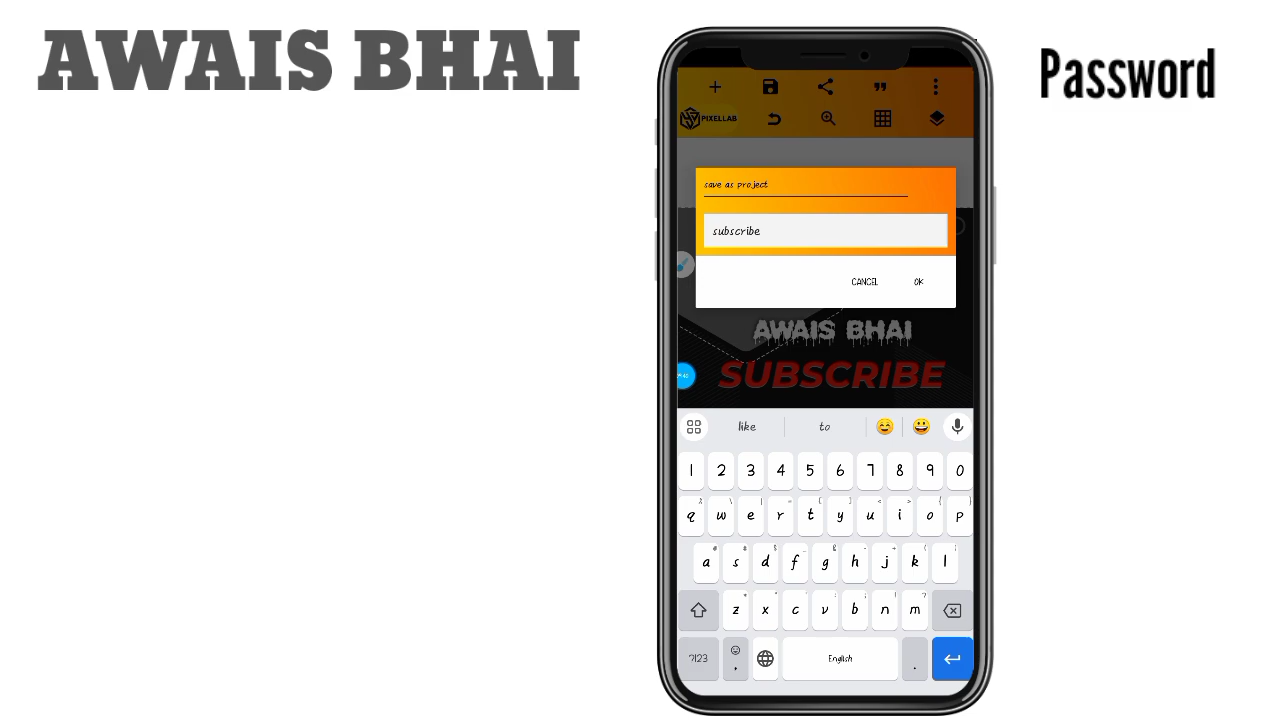 AWAIS BHAI
Password
PIXELLAB
save as project
subscribe
CANCEL OK
AWAIS BHAI
SUBSCRIBE
like to
1 2 3 4 5 6 7 8 9 0
q w e r t y u i o p
a s d f g h j k l
z x c v b n m
?123 , English .